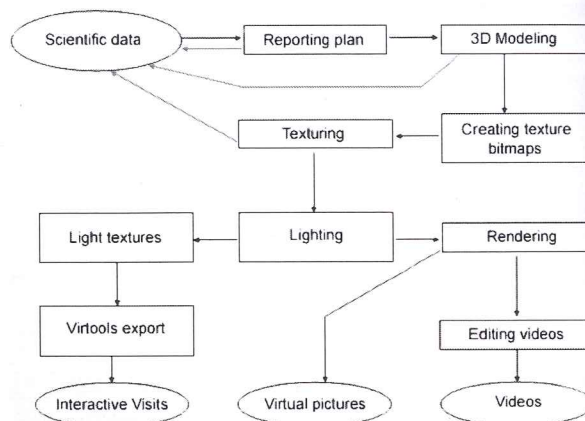 Scientific data
Reporting plan
3D Modeling
Texturing
Creating texture
bitmaps
Light textures
Lighting
Rendering
Virtools export
Editing videos
Interactive Visits
Virtual pictures
Videos